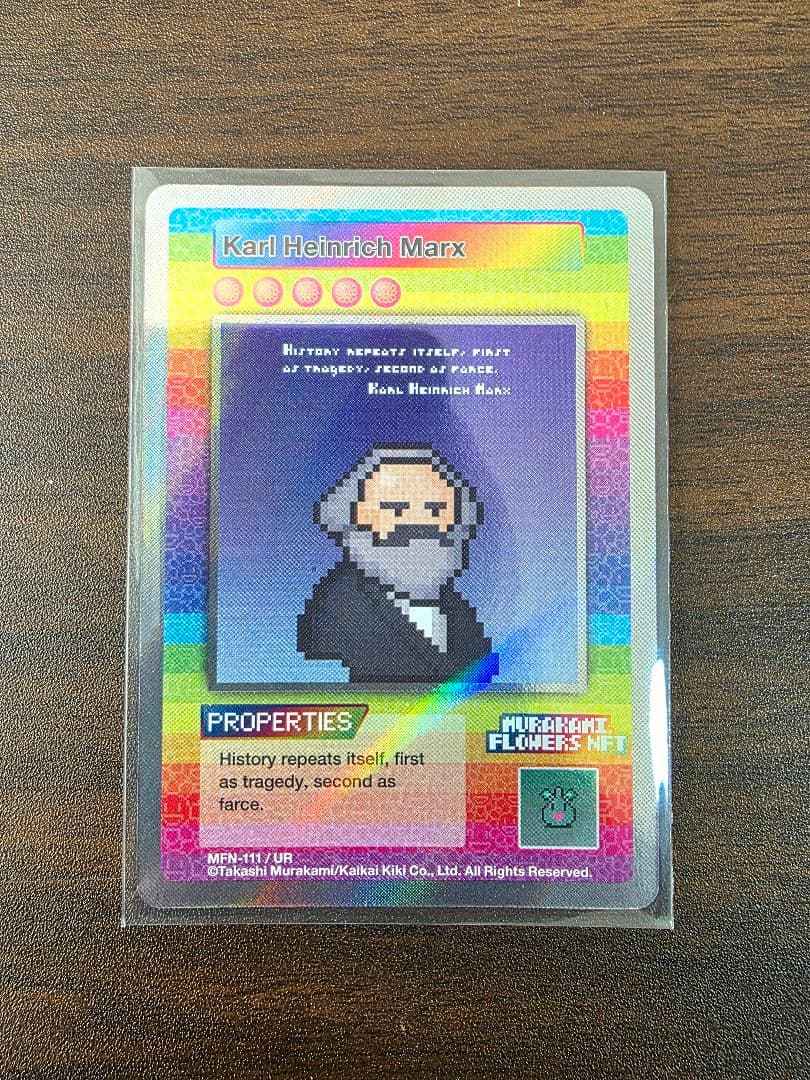 Karl Heinrich Marx
History repeats itself, first
as tragedy, second as farce.
Karl Heinrich Marx
PROPERTIES
MURAKAMI.
FLOWERS NFT
History repeats itself, first
as tragedy, second as
farce.
MFN-111 / UR
©Takashi Murakami/Kaikai Kiki Co., Ltd. All Rights Reserved.